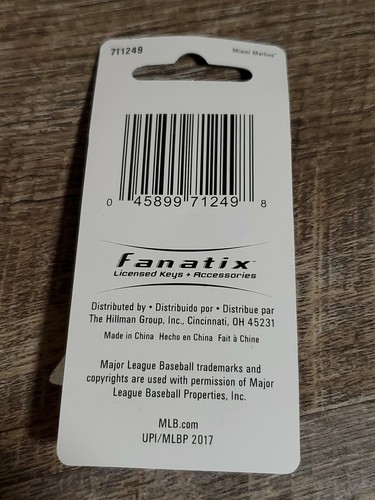 711249
Miami Marlins™
0 45899 71249 8
Fanatix™
Licensed Keys + Accessories
Distributed by • Distribuido por • Distribue par
The Hillman Group, Inc., Cincinnati, OH 45231
Made in China Hecho en China Fait à Chine
Major League Baseball trademarks and
copyrights are used with permission of Major
League Baseball Properties, Inc.
MLB.com
UPI/MLBP 2017